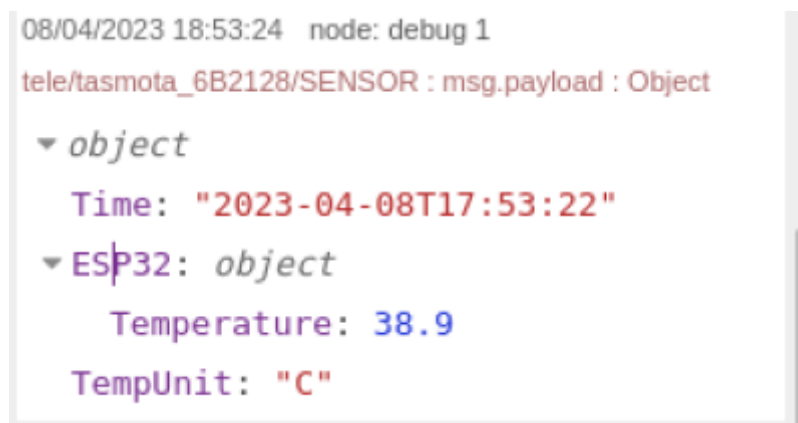 08/04/2023 18:53:24 node: debug 1
tele/tasmota_6B2128/SENSOR : msg.payload : Object
object
Time: "2023-04-08T17:53:22"
ESP32: object
Temperature: 38.9
TempUnit: "C"